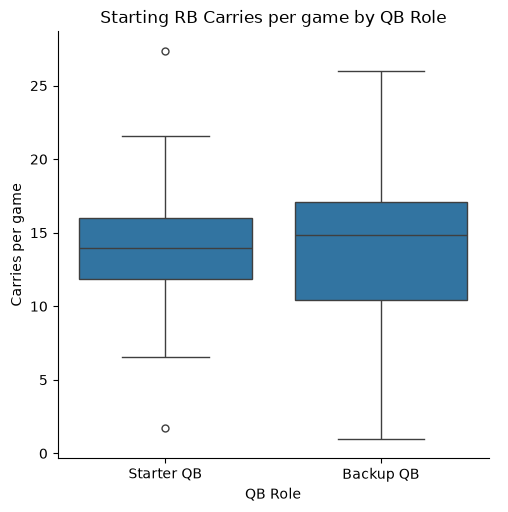 Starting RB Carries per game by QB Role
25
20
15
10
5
0
Carries per game
Starter QB
Backup QB
QB Role